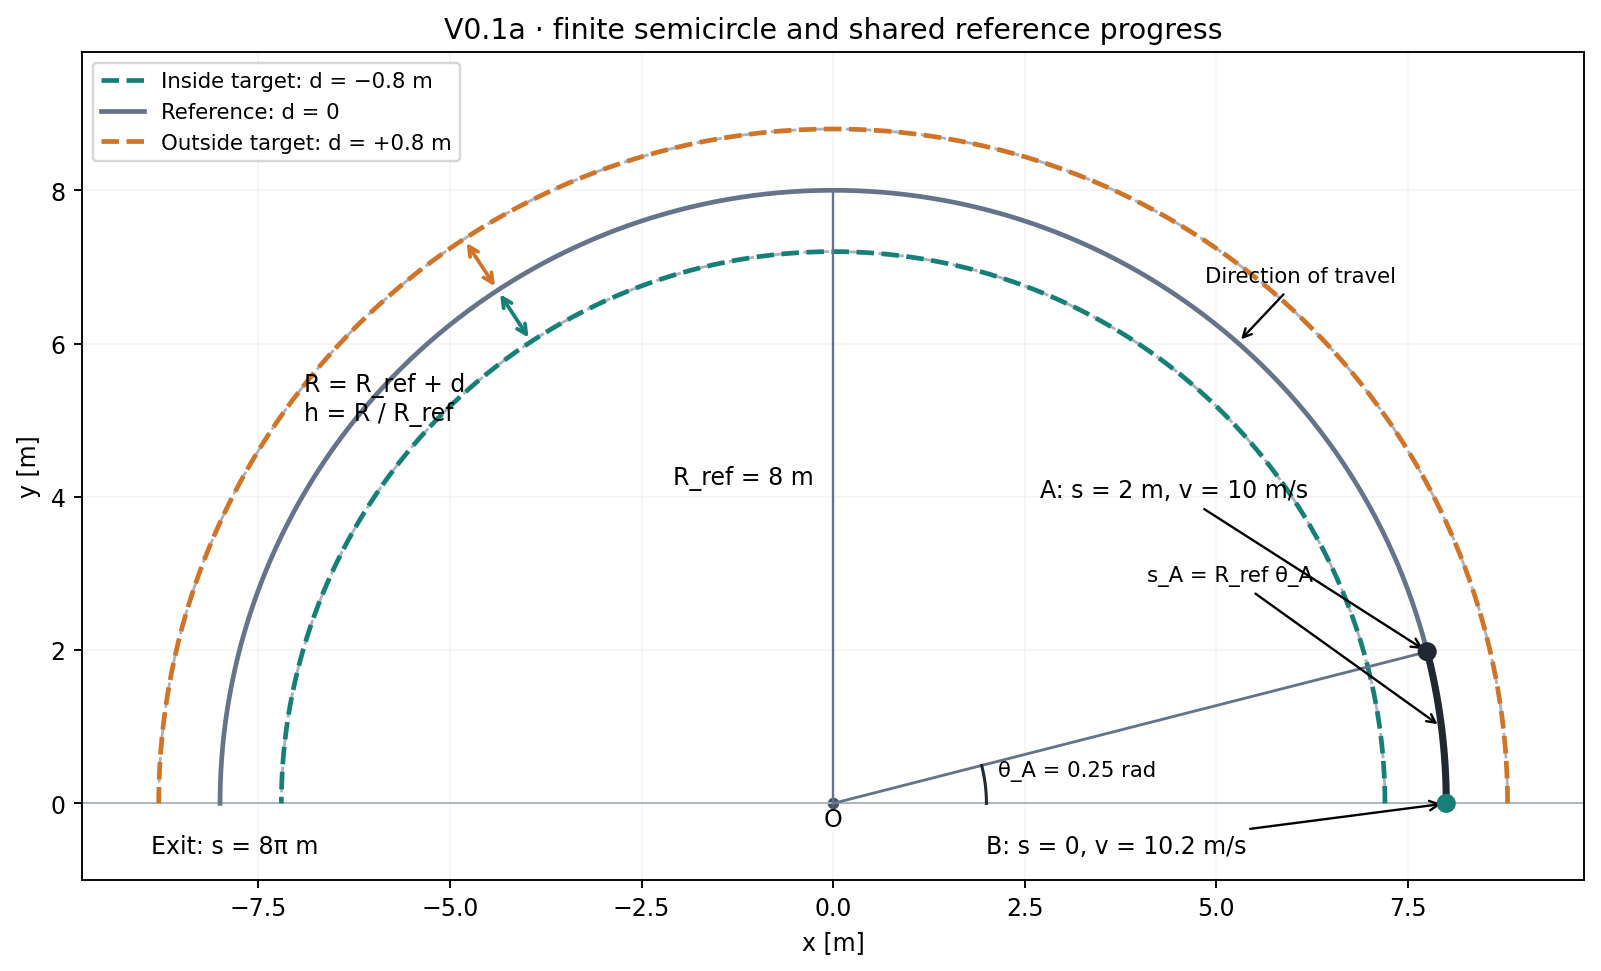 V0.1a · finite semicircle and shared reference progress
Inside target: d = −0.8 m
Reference: d = 0
Outside target: d = +0.8 m
Direction of travel
R = R_ref + d
h = R / R_ref
R_ref = 8 m
A: s = 2 m, v = 10 m/s
s_A = R_ref θ_A
θ_A = 0.25 rad
O
Exit: s = 8π m
B: s = 0, v = 10.2 m/s
8
6
4
2
0
y [m]
−7.5
−5.0
−2.5
0.0
2.5
5.0
7.5
x [m]